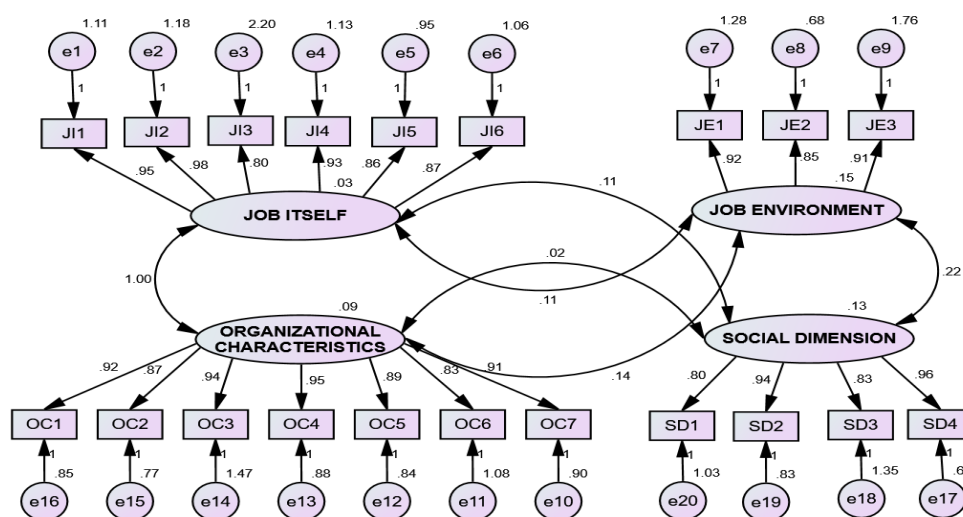 1.11 1.18 2.20 1.13 .95 1.06
e1 e2 e3 e4 e5 e6
1 1 1 1 1 1
JI1 JI2 JI3 JI4 JI5 JI6
.95 .98 .80 .93 .86 .87
.03
JOB ITSELF
1.28 .68 1.76
e7 e8 e9
1 1 1
JE1 JE2 JE3
.92 .85 .91
.15
JOB ENVIRONMENT
.11
.02
1.00
.11
.22
.14
.09
ORGANIZATIONAL
CHARACTERISTICS
.92 .87 .94 .95 .89 .83 .91
OC1 OC2 OC3 OC4 OC5 OC6 OC7
1 1 1 1 1 1 1
.85 .77 1.47 .88 .84 1.08 .90
e16 e15 e14 e13 e12 e11 e10
.13
SOCIAL DIMENSION
.80 .94 .83 .96
SD1 SD2 SD3 SD4
1 1 1 1
1.03 .83 1.35
e20 e19 e18 e17